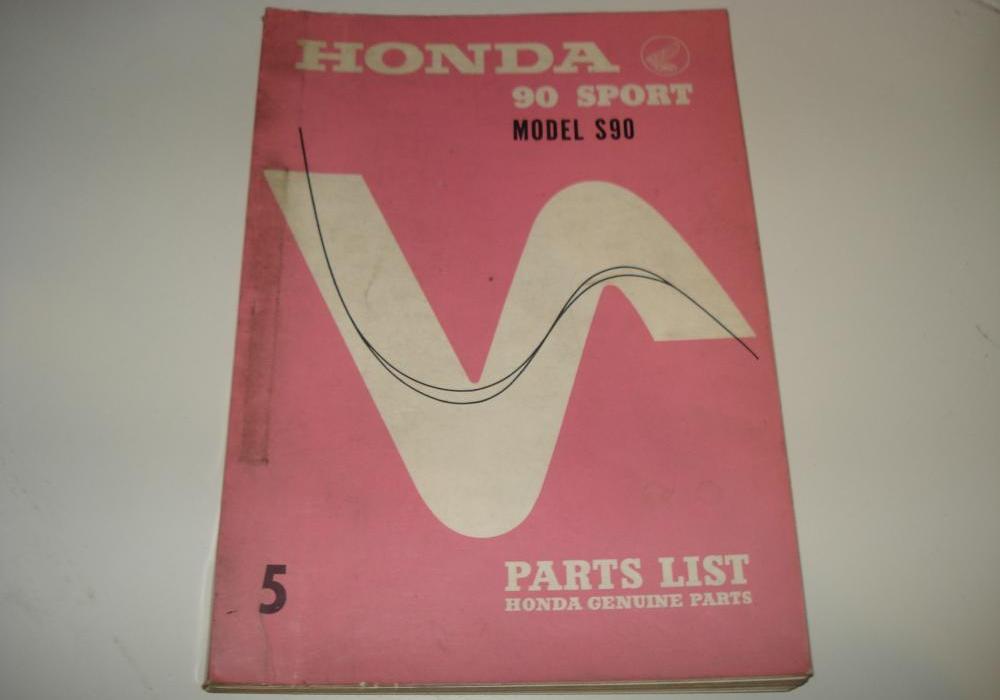 HONDA
90 SPORT
MODEL S90
5
PARTS LIST
HONDA GENUINE PARTS